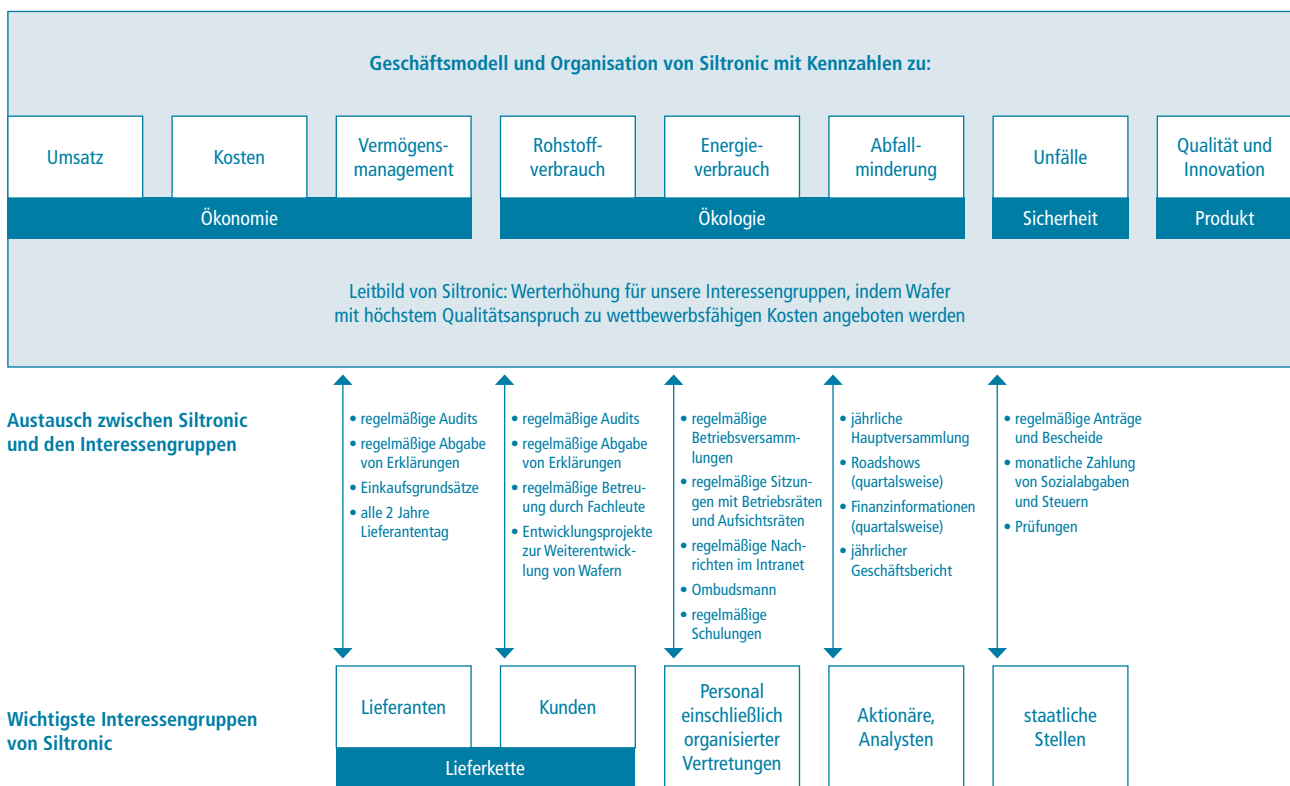 Geschäftsmodell und Organisation von Siltronic mit Kennzahlen zu:
Umsatz
Kosten
Vermögens-
management
Rohstoff-
verbrauch
Energie-
verbrauch
Abfall-
minderung
Unfälle
Qualität und
Innovation
Ökonomie
Ökologie
Sicherheit
Produkt
Leitbild von Siltronic: Werterhöhung für unsere Interessengruppen, indem Wafer
mit höchstem Qualitätsanspruch zu wettbewerbsfähigen Kosten angeboten werden
Austausch zwischen Siltronic
und den Interessengruppen
• regelmäßige Audits
• regelmäßige Abgabe
von Erklärungen
• Einkaufsgrundsätze
• alle 2 Jahre
Lieferantentag
• regelmäßige Audits
• regelmäßige Abgabe
von Erklärungen
• regelmäßige Betreu-
ung durch Fachleute
• Entwicklungsprojekte
zur Weiterentwick-
lung von Wafern
• regelmäßige
Betriebsversamm-
lungen
• regelmäßige Sitzun-
gen mit Betriebsräten
und Aufsichtsräten
• regelmäßige Nach-
richten im Intranet
• Ombudsmann
• regelmäßige
Schulungen
• jährliche
Hauptversammlung
• Roadshows
(quartalsweise)
• Finanzinformationen
(quartalsweise)
• jährlicher
Geschäftsbericht
• regelmäßige Anträge
und Bescheide
• monatliche Zahlung
von Sozialabgaben
und Steuern
• Prüfungen
Wichtigste Interessengruppen
von Siltronic
Lieferanten
Kunden
Lieferkette
Personal
einschließlich
organisierter
Vertretungen
Aktionäre,
Analysten
staatliche
Stellen